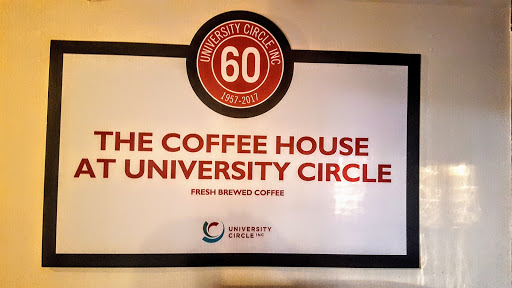 UNIVERSITY CIRCLE INC
60
1957-2017
THE COFFEE HOUSE
AT UNIVERSITY CIRCLE
FRESH BREWED COFFEE
UNIVERSITY
CIRCLE INC